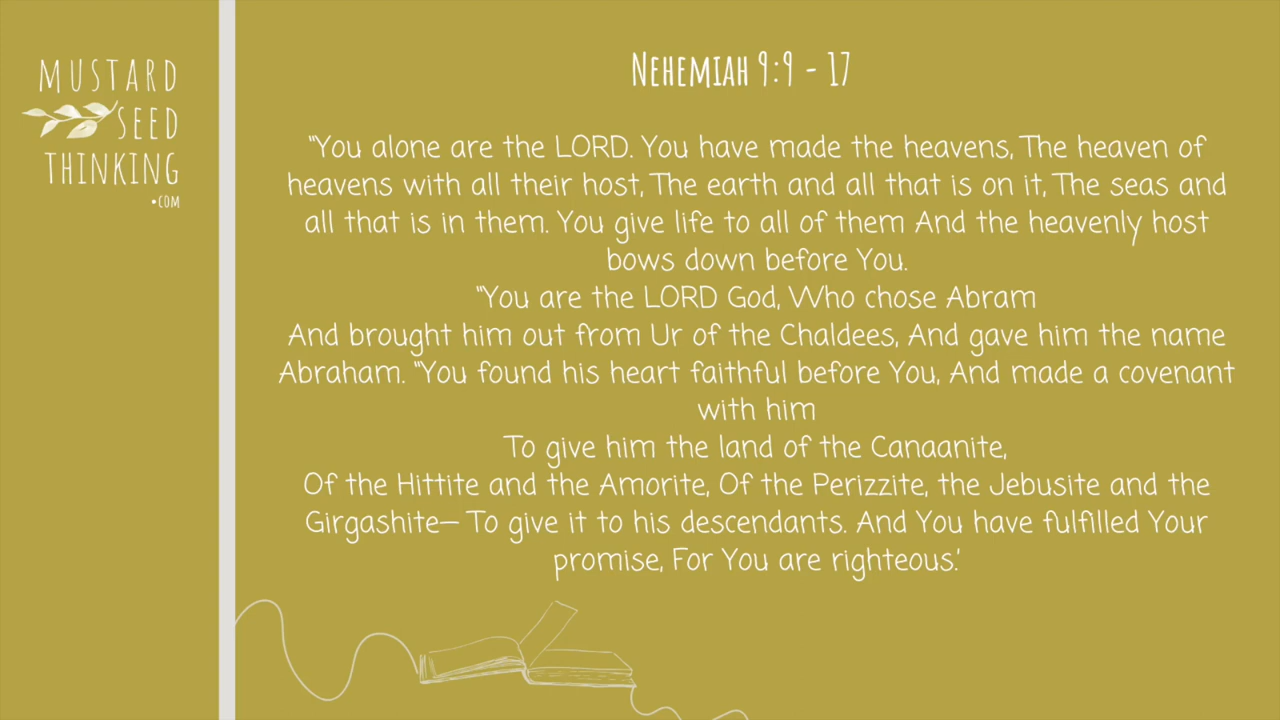 MUSTARD
SEED
THINKING
.COM
NEHEMIAH 9:9 - 17
"You alone are the LORD. You have made the heavens, The heaven of
heavens with all their host, The earth and all that is on it, The seas and
all that is in them. You give life to all of them And the heavenly host
bows down before You.
"You are the LORD God, Who chose Abram
And brought him out from Ur of the Chaldees, And gave him the name
Abraham. "You found his heart faithful before You, And made a covenant
with him
To give him the land of the Canaanite,
Of the Hittite and the Amorite, Of the Perizzite, the Jebusite and the
Girgashite— To give it to his descendants. And You have fulfilled Your
promise, For You are righteous.'